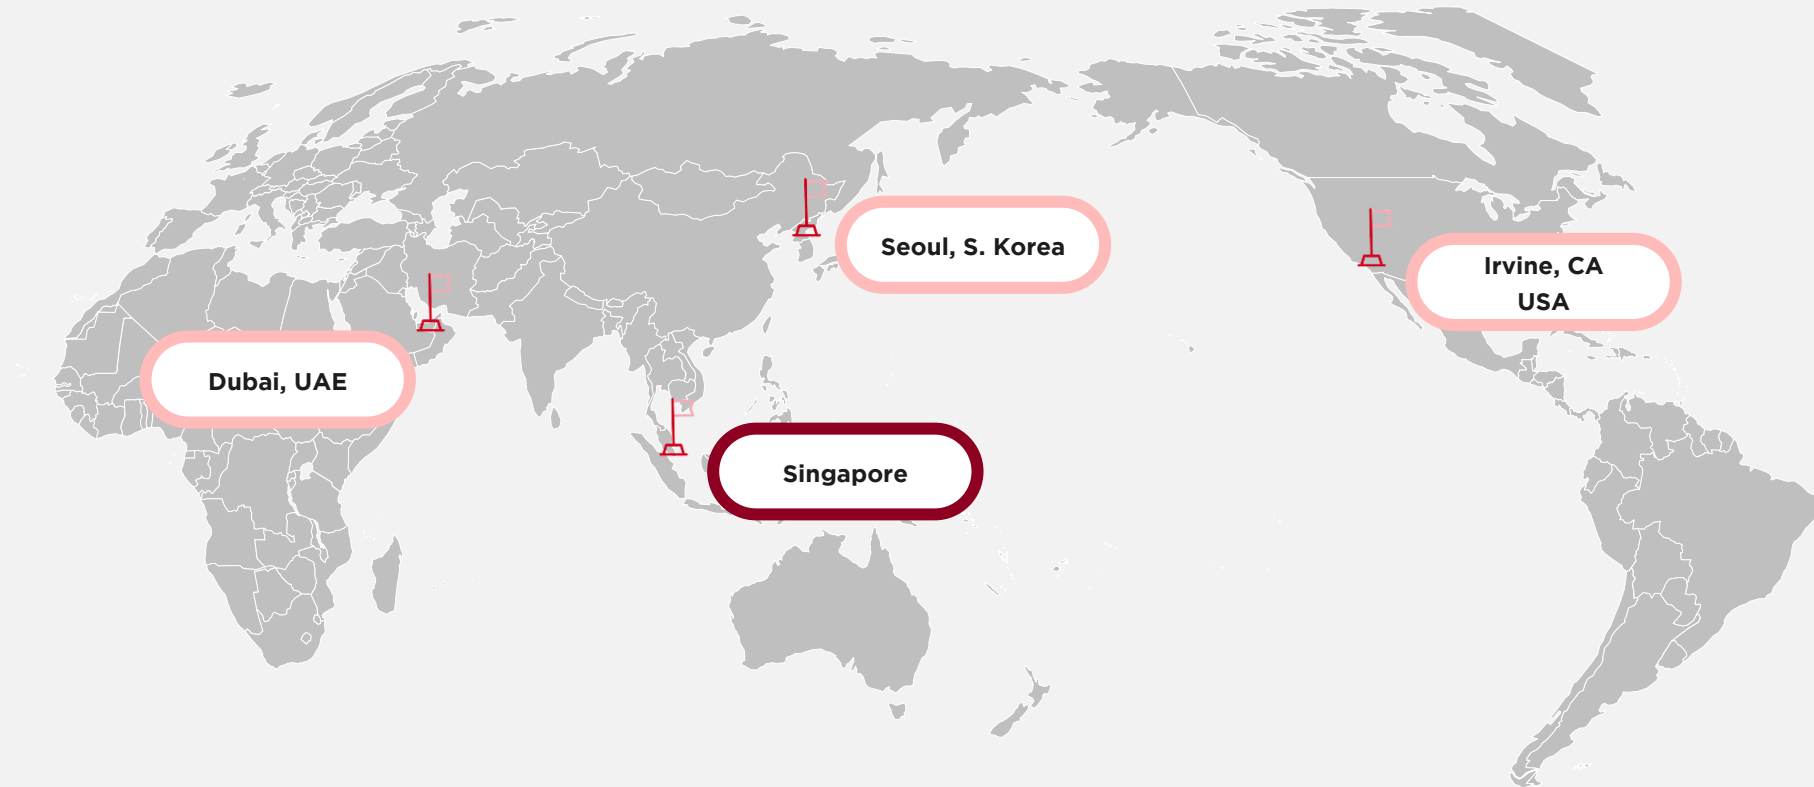 Seoul, S. Korea
Irvine, CA
USA
Dubai, UAE
Singapore